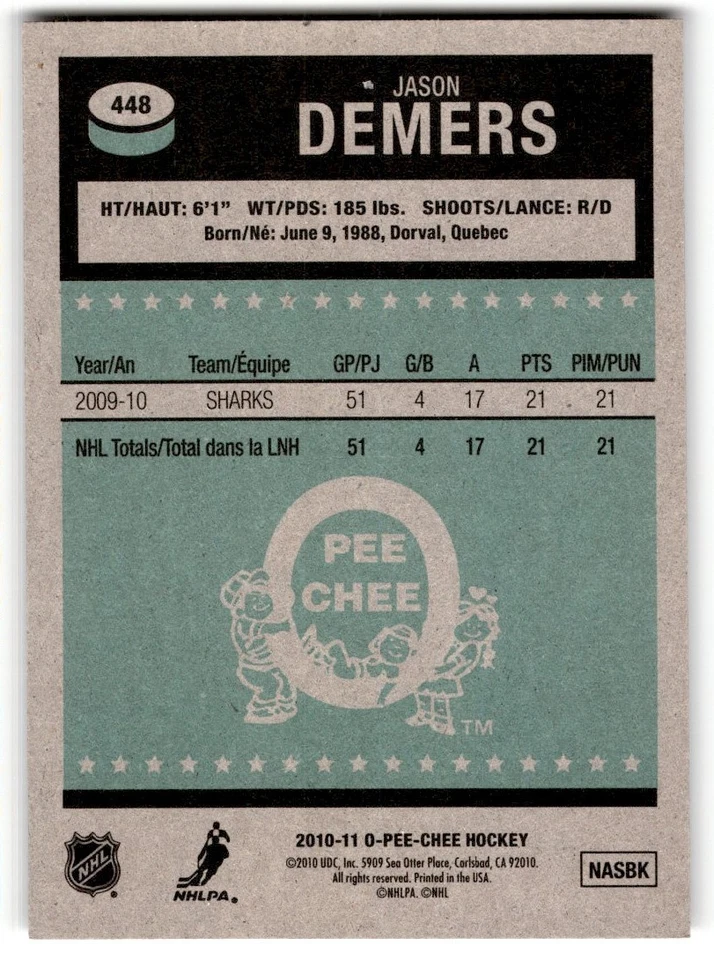 448
JASON
DEMERS
HT/HAUT: 6'1" WT/PDS: 185 lbs. SHOOTS/LANCE: R/D
Born/Né: June 9, 1988, Dorval, Quebec
Year/An Team/Équipe GP/PJ G/B A PTS PIM/PUN
2009-10 SHARKS 51 4 17 21 21
NHL Totals/Total dans la LNH 51 4 17 21 21
PEE
CHEE
TM
NHL
NHLPA®
2010-11 O-PEE-CHEE HOCKEY
©2010 UDC, Inc. 5909 Sea Otter Place, Carlsbad, CA 92010.
All rights reserved. Printed in the USA.
©NHLPA. ©NHL
NASBK